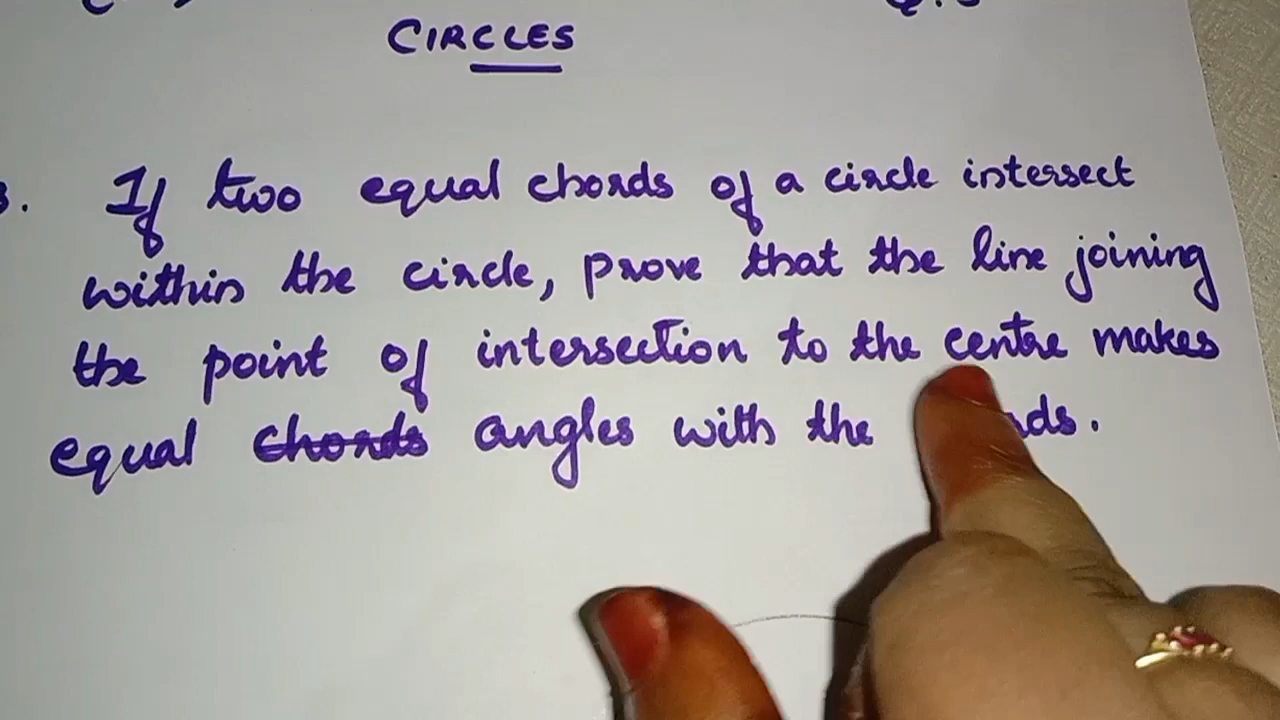 CIRCLES
3. If two equal chords of a circle intersect
within the circle, prove that the line joining
the point of intersection to the centre makes
equal chords angles with the